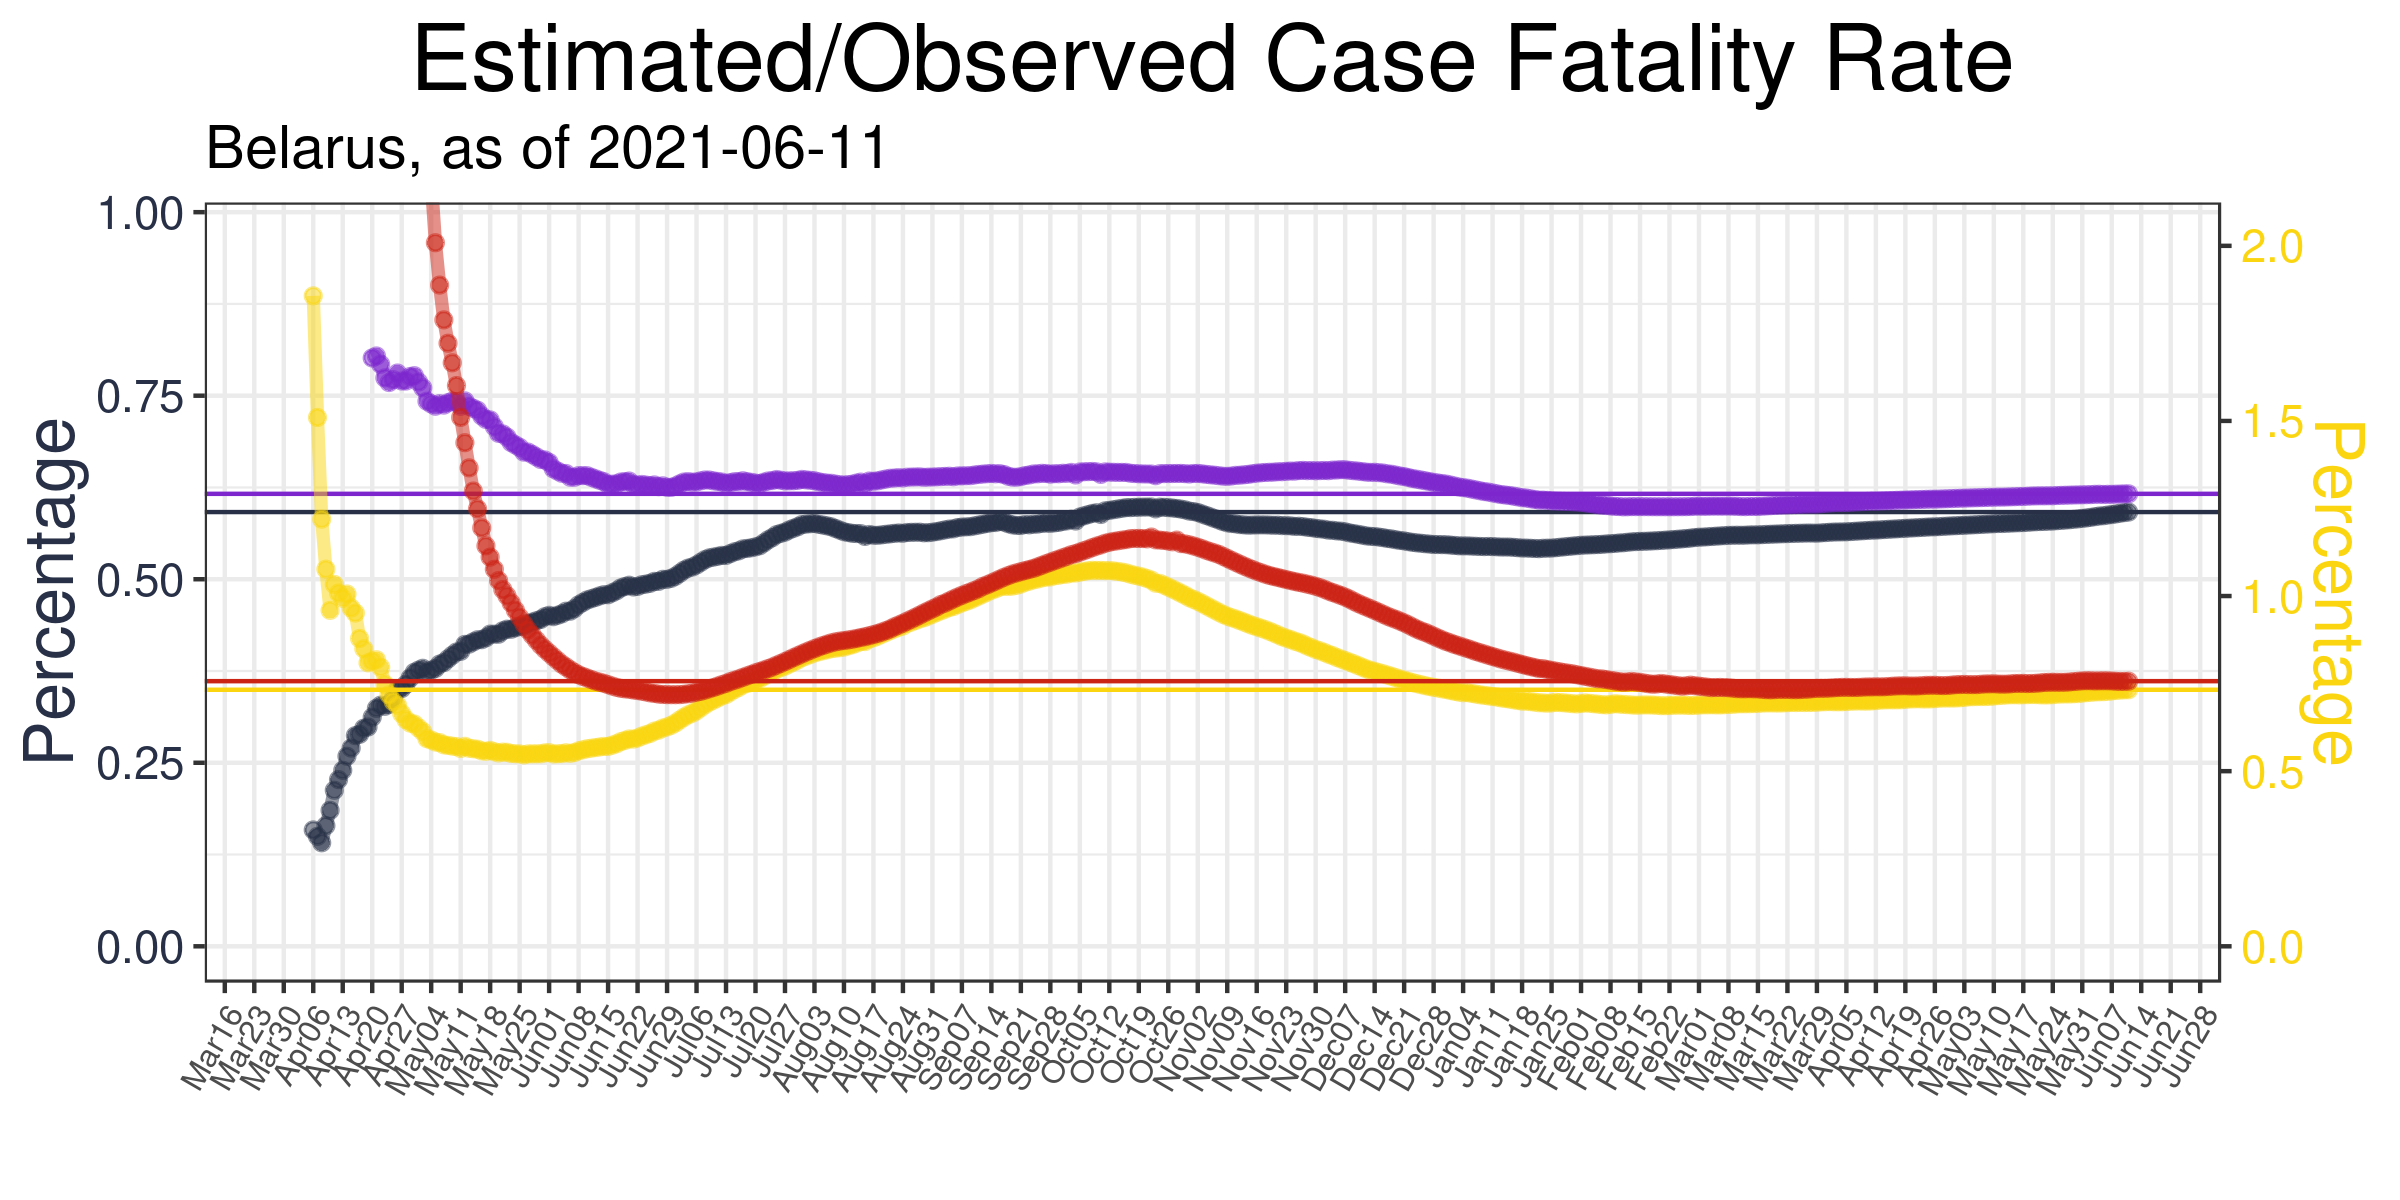 Estimated/Observed Case Fatality Rate
Belarus, as of 2021-06-11
Percentage
1.00
0.75
0.50
0.25
0.00
2.0
1.5
1.0
0.5
0.0
Percentage
Mar16
Mar23
Mar30
Apr06
Apr13
Apr20
Apr27
May04
May11
May18
May25
Jun01
Jun08
Jun15
Jun22
Jun29
Jul06
Jul13
Jul20
Jul27
Aug03
Aug10
Aug17
Aug24
Aug31
Sep07
Sep14
Sep21
Sep28
Oct05
Oct12
Oct19
Oct26
Nov02
Nov09
Nov16
Nov23
Nov30
Dec07
Dec14
Dec21
Dec28
Jan04
Jan11
Jan18
Jan25
Feb01
Feb08
Feb15
Feb22
Mar01
Mar08
Mar15
Mar22
Mar29
Apr05
Apr12
Apr19
Apr26
May03
May10
May17
May24
May31
Jun07
Jun14
Jun21
Jun28